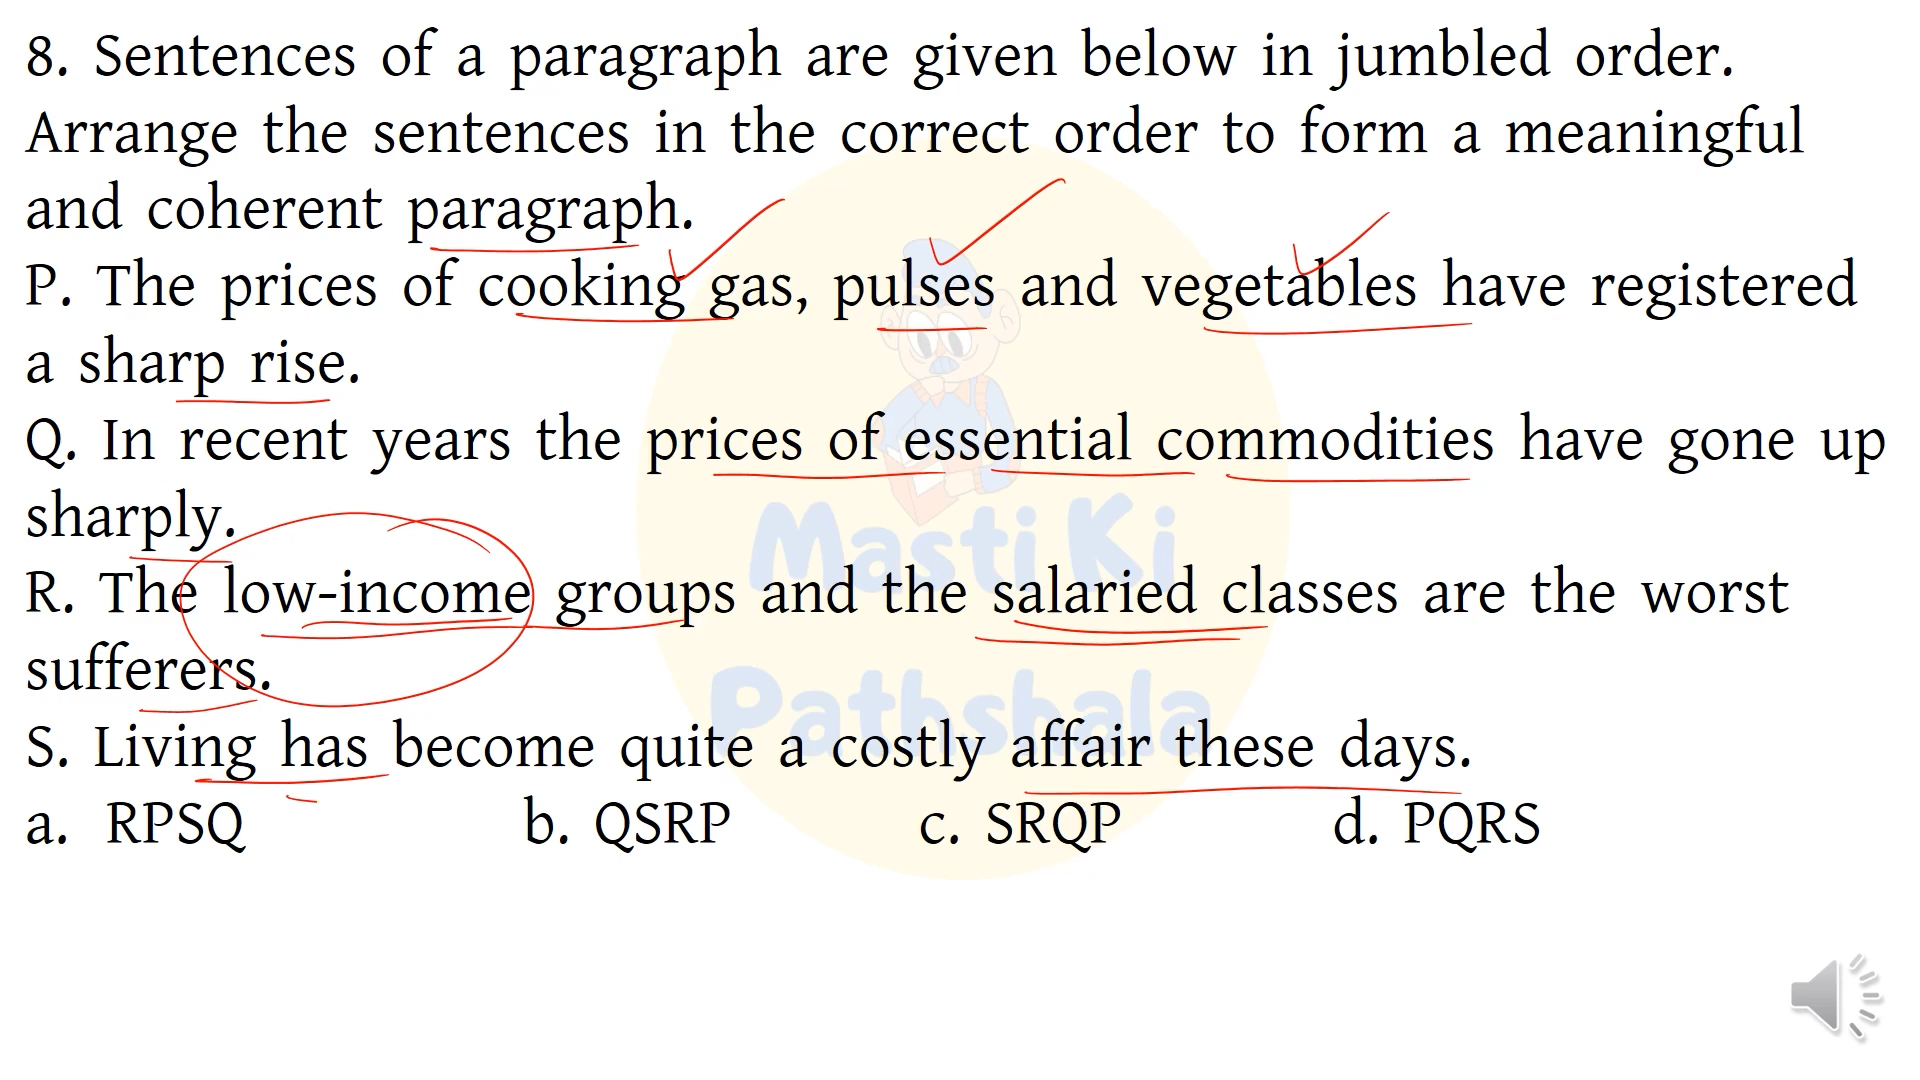 8. Sentences of a paragraph are given below in jumbled order.
Arrange the sentences in the correct order to form a meaningful
and coherent paragraph.
P. The prices of cooking gas, pulses and vegetables have registered
a sharp rise.
Q. In recent years the prices of essential commodities have gone up
sharply.
R. The low-income groups and the salaried classes are the worst
sufferers.
S. Living has become quite a costly affair these days.
a. RPSQ b. QSRP c. SRQP d. PQRS
Masti Ki
Pathshala